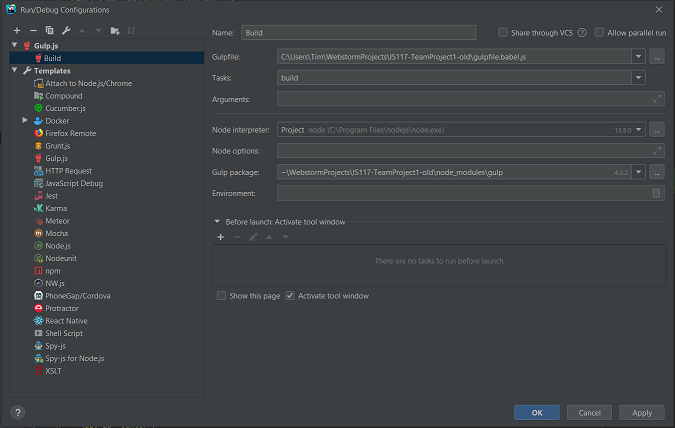 Run/Debug Configurations
Gulp.js
Build
Templates
Attach to Node.js/Chrome
Compound
Cucumber.js
Docker
Firefox Remote
Grunt.js
Gulp.js
HTTP Request
JavaScript Debug
Jest
Karma
Meteor
Mocha
Node.js
Nodeunit
npm
NW.js
PhoneGap/Cordova
Protractor
React Native
Shell Script
Spy-js
Spy-js for Node.js
XSLT
Name: Build
Share through VCS ? Allow parallel run
Gulpfile: C:\Users\Tim\WebstormProjects\JS117-TeamProject1-old\gulpfile.babel.js ...
Tasks: build
Arguments:
Node interpreter: Project node (C:\Program Files\nodejs\node.exe) 13.9.0 ...
Node options:
Gulp package: ~\WebstormProjects\JS117-TeamProject1-old\node_modules\gulp 4.0.2 ...
Environment:
Before launch: Activate tool window
There are no tasks to run before launch
Show this page Activate tool window
? OK Cancel Apply